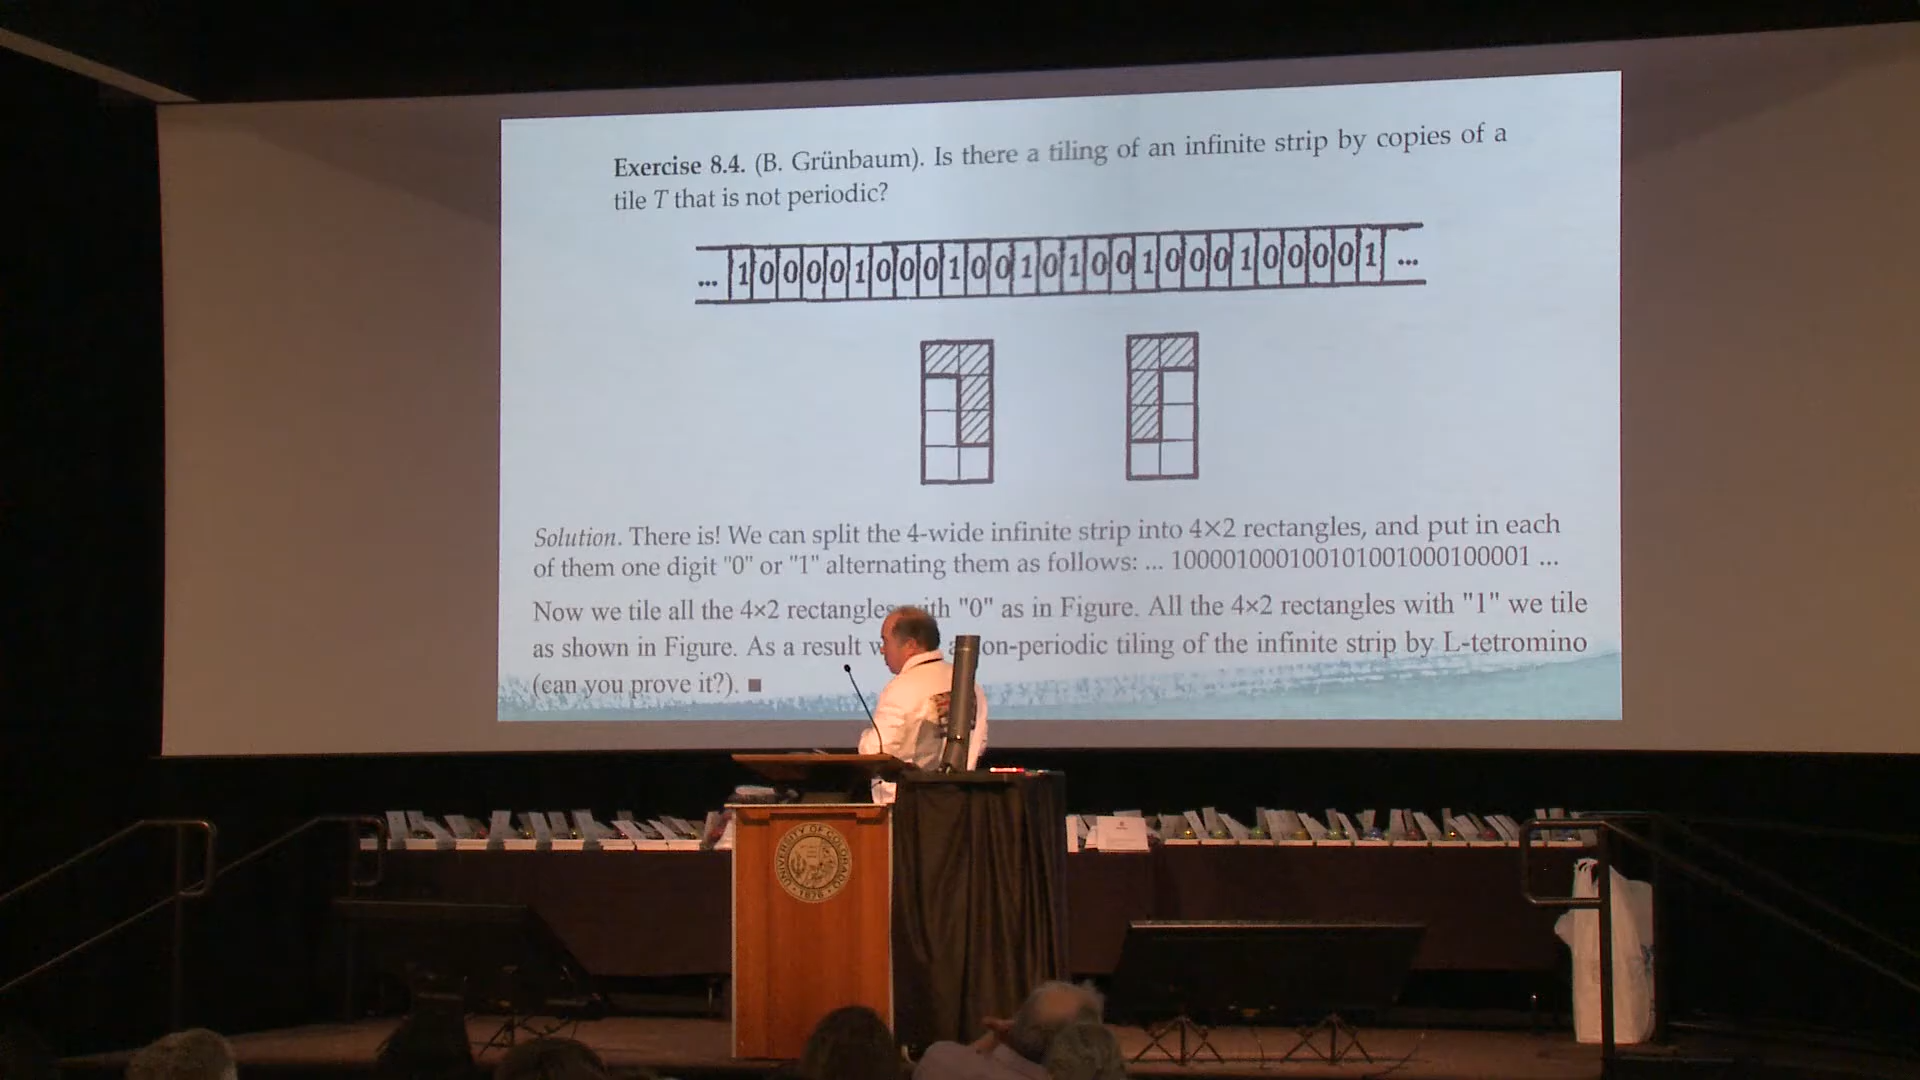 Exercise 8.4. (B. Grünbaum). Is there a tiling of an infinite strip by copies of a
tile T that is not periodic?
... 1 0 0 0 0 1 0 0 0 1 0 0 1 0 1 0 0 1 0 0 0 1 0 0 0 0 1 ...
Solution. There is! We can split the 4-wide infinite strip into 4×2 rectangles, and put in each
of them one digit "0" or "1" alternating them as follows: ... 100001000100101001000100001 ...
Now we tile all the 4×2 rectangles with "0" as in Figure. All the 4×2 rectangles with "1" we tile
as shown in Figure. As a result non-periodic tiling of the infinite strip by L-tetromino
(can you prove it?). ■
UNIVERSITY OF COLORADO
1876